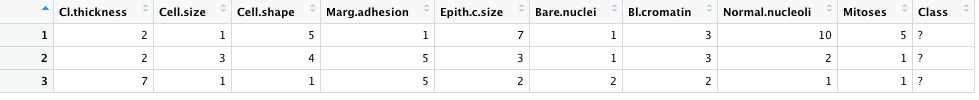 Cl.thickness Cell.size Cell.shape Marg.adhesion Epith.c.size Bare.nuclei Bl.cromatin Normal.nucleoli Mitoses Class
1 2 1 5 1 7 1 3 10 5 ?
2 2 3 4 5 3 1 3 2 1 ?
3 7 1 1 5 2 2 2 1 1 ?